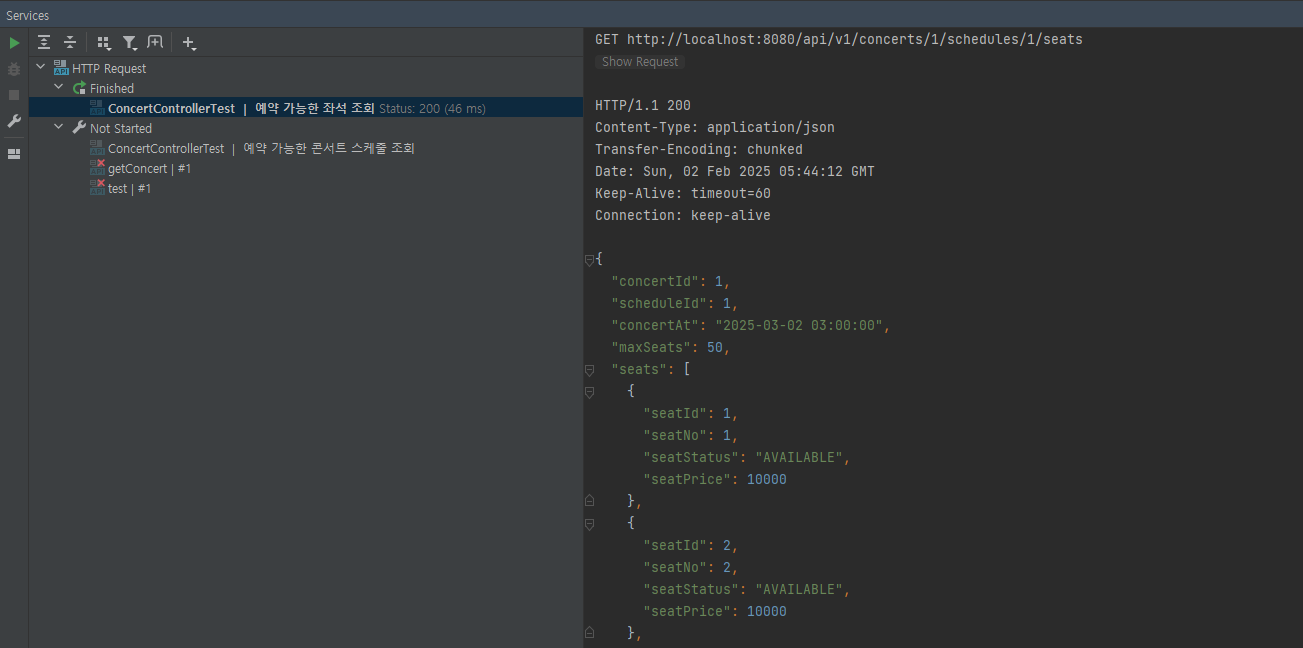 Services
HTTP Request
Finished
ConcertControllerTest | 예약 가능한 좌석 조회 Status: 200 (46 ms)
Not Started
ConcertControllerTest | 예약 가능한 콘서트 스케줄 조회
getConcert | #1
test | #1
GET http://localhost:8080/api/v1/concerts/1/schedules/1/seats
Show Request
HTTP/1.1 200
Content-Type: application/json
Transfer-Encoding: chunked
Date: Sun, 02 Feb 2025 05:44:12 GMT
Keep-Alive: timeout=60
Connection: keep-alive
{
"concertId": 1,
"scheduleId": 1,
"concertAt": "2025-03-02 03:00:00",
"maxSeats": 50,
"seats": [
{
"seatId": 1,
"seatNo": 1,
"seatStatus": "AVAILABLE",
"seatPrice": 10000
},
{
"seatId": 2,
"seatNo": 2,
"seatStatus": "AVAILABLE",
"seatPrice": 10000
},